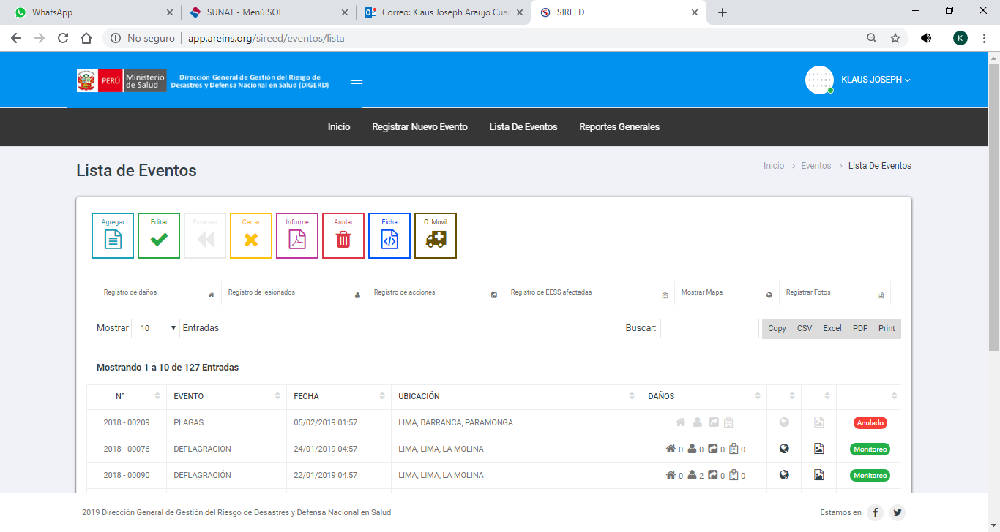 WhatsApp
SUNAT - Menú SOL
Correo: Klaus Joseph Araujo Cua
SIREED
No seguro
app.areins.org/sireed/eventos/lista
K
PERÚ
Ministerio
de Salud
Dirección General de Gestión del Riesgo de
Desastres y Defensa Nacional en Salud (DIGERD)
KLAUS JOSEPH
Inicio
Registrar Nuevo Evento
Lista De Eventos
Reportes Generales
Lista de Eventos
Inicio > Eventos > Lista De Eventos
Agregar
Editar
Extornar
Cerrar
Informe
Anular
Ficha
O. Movil
Registro de daños
Registro de lesionados
Registro de acciones
Registro de EESS afectadas
Mostrar Mapa
Registrar Fotos
Mostrar 10 Entradas
Buscar:
Copy CSV Excel PDF Print
Mostrando 1 a 10 de 127 Entradas
N° EVENTO FECHA UBICACIÓN DAÑOS
2018 - 00209 PLAGAS 05/02/2019 01:57 LIMA, BARRANCA, PARAMONGA Anulado
2018 - 00076 DEFLAGRACIÓN 24/01/2019 04:57 LIMA, LIMA, LA MOLINA 0 0 0 0 Monitoreo
2018 - 00090 DEFLAGRACIÓN 22/01/2019 04:57 LIMA, LIMA, LA MOLINA 0 2 0 0 Monitoreo
2019 Dirección General de Gestión del Riesgo de Desastres y Defensa Nacional en Salud
Estamos en